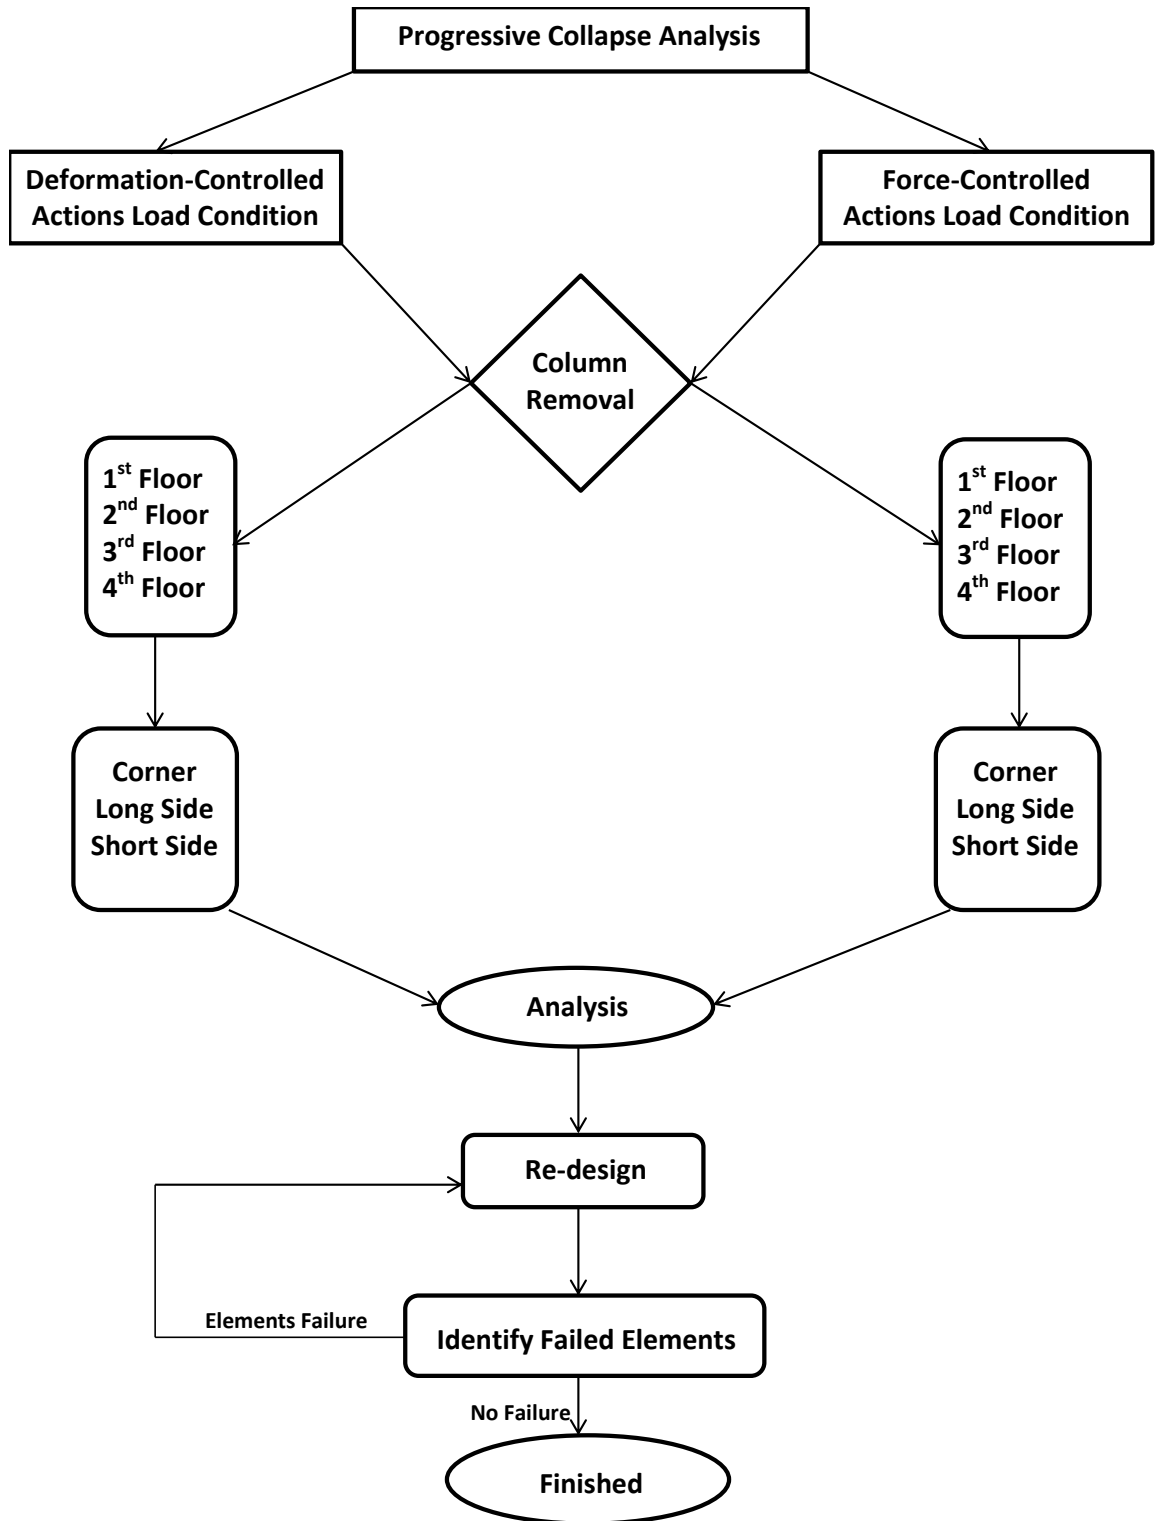 Progressive Collapse Analysis
Deformation-Controlled
Actions Load Condition
Force-Controlled
Actions Load Condition
Column
Removal
1st Floor
2nd Floor
3rd Floor
4th Floor
1st Floor
2nd Floor
3rd Floor
4th Floor
Corner
Long Side
Short Side
Corner
Long Side
Short Side
Analysis
Re-design
Elements Failure
Identify Failed Elements
No Failure
Finished